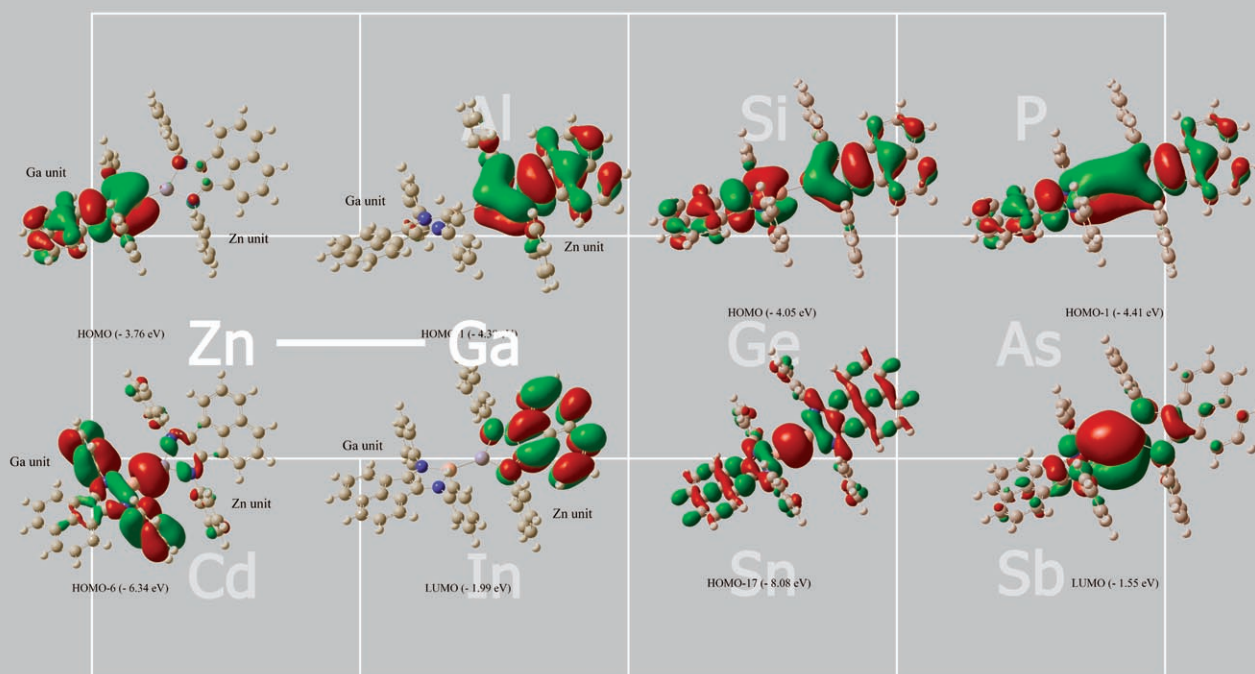 Al
Si
P
Ga unit
Zn unit
Ga unit
Zn unit
HOMO (- 3.76 eV)
HOMO (- 4.05 eV)
HOMO-1 (- 4.41 eV)
Zn
Ga
Ge
As
Ga unit
Zn unit
Ga unit
Zn unit
Cd
In
Sn
Sb
HOMO-6 (- 6.34 eV)
LUMO (- 1.99 eV)
HOMO-17 (- 8.08 eV)
LUMO (- 1.55 eV)